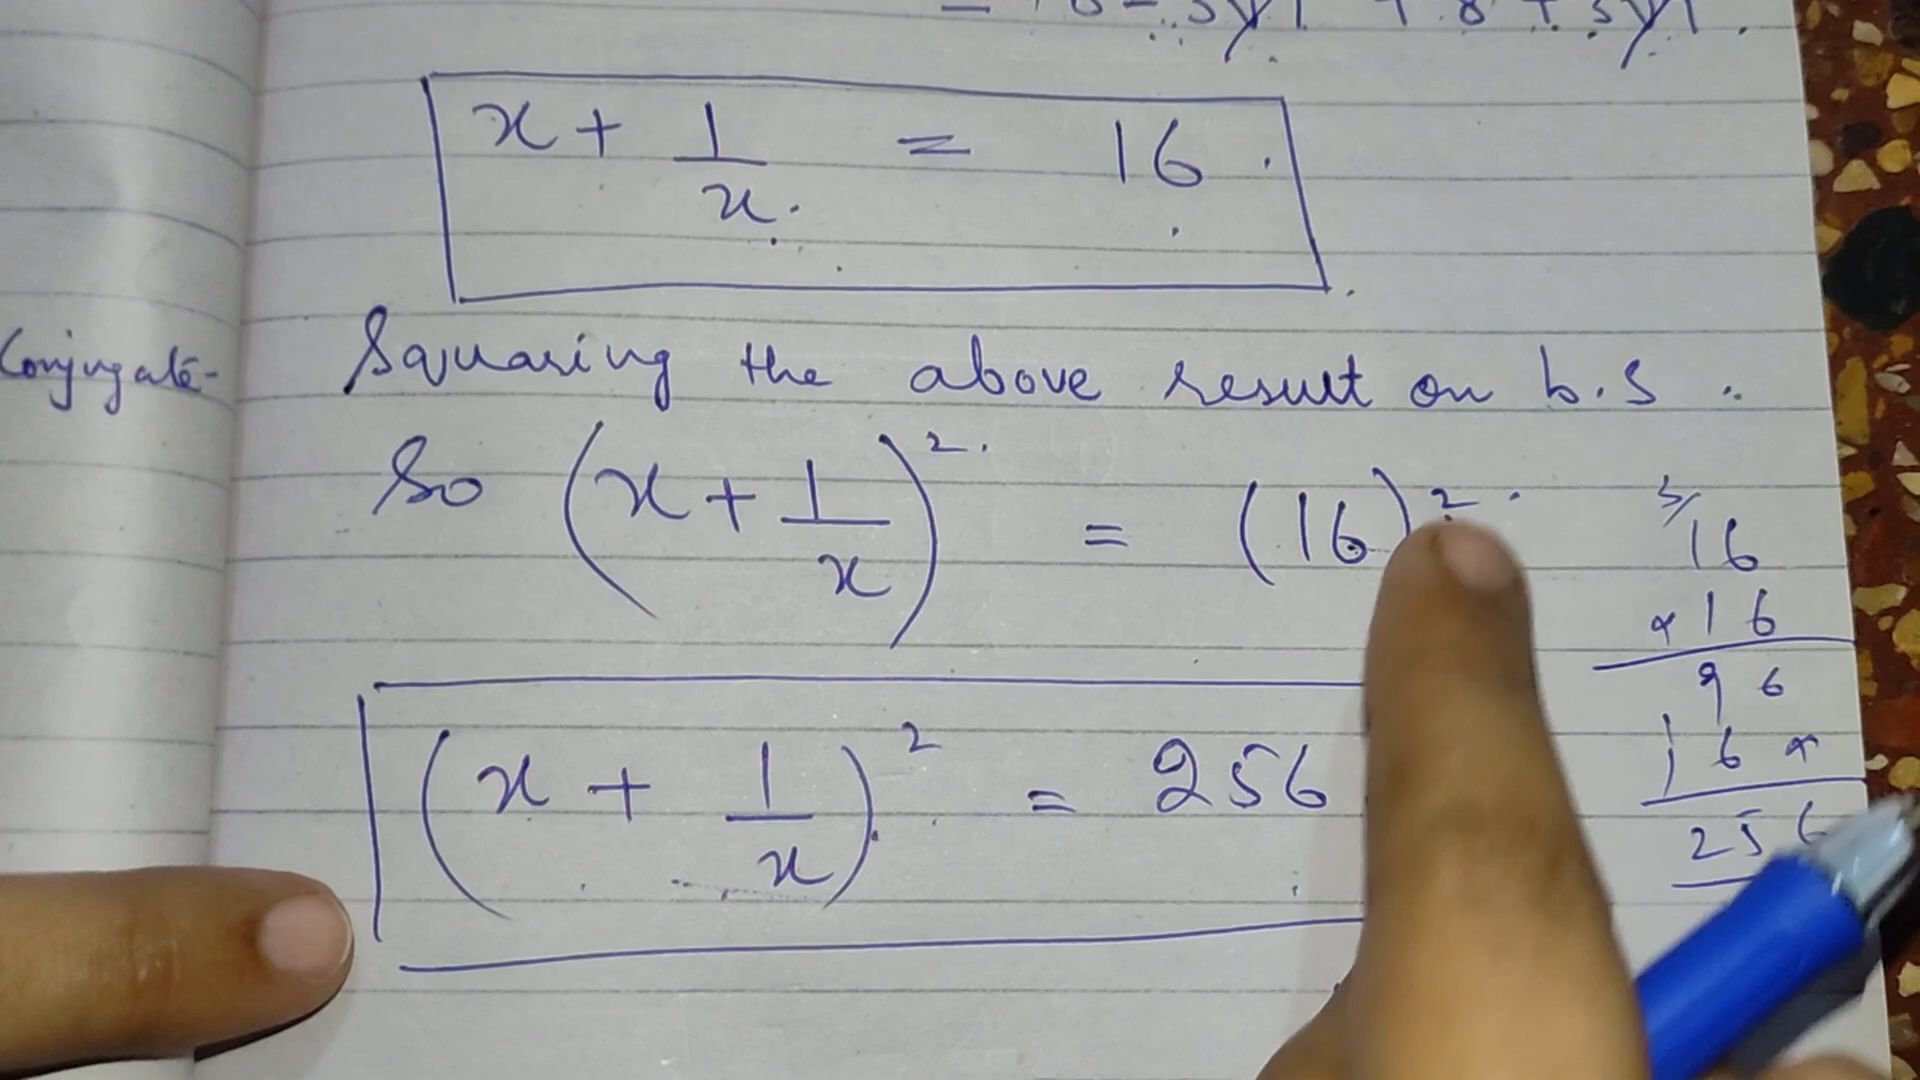 x + 1/x = 16
Conjugate-
Squaring the above result on b.s.
So (x + 1/x)² = (16)²
(x + 1/x)² = 256
3/
16
×16
96
16×
256